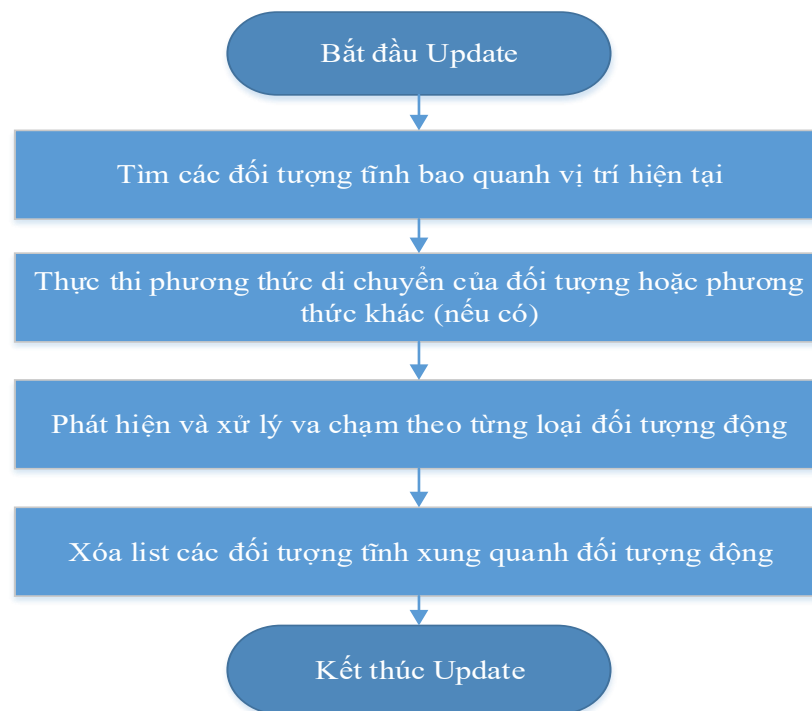 Bắt đầu Update
Tìm các đối tượng tĩnh bao quanh vị trí hiện tại
Thực thi phương thức di chuyển của đối tượng hoặc phương
thức khác (nếu có)
Phát hiện và xử lý va chạm theo từng loại đối tượng động
Xóa list các đối tượng tĩnh xung quanh đối tượng động
Kết thúc Update